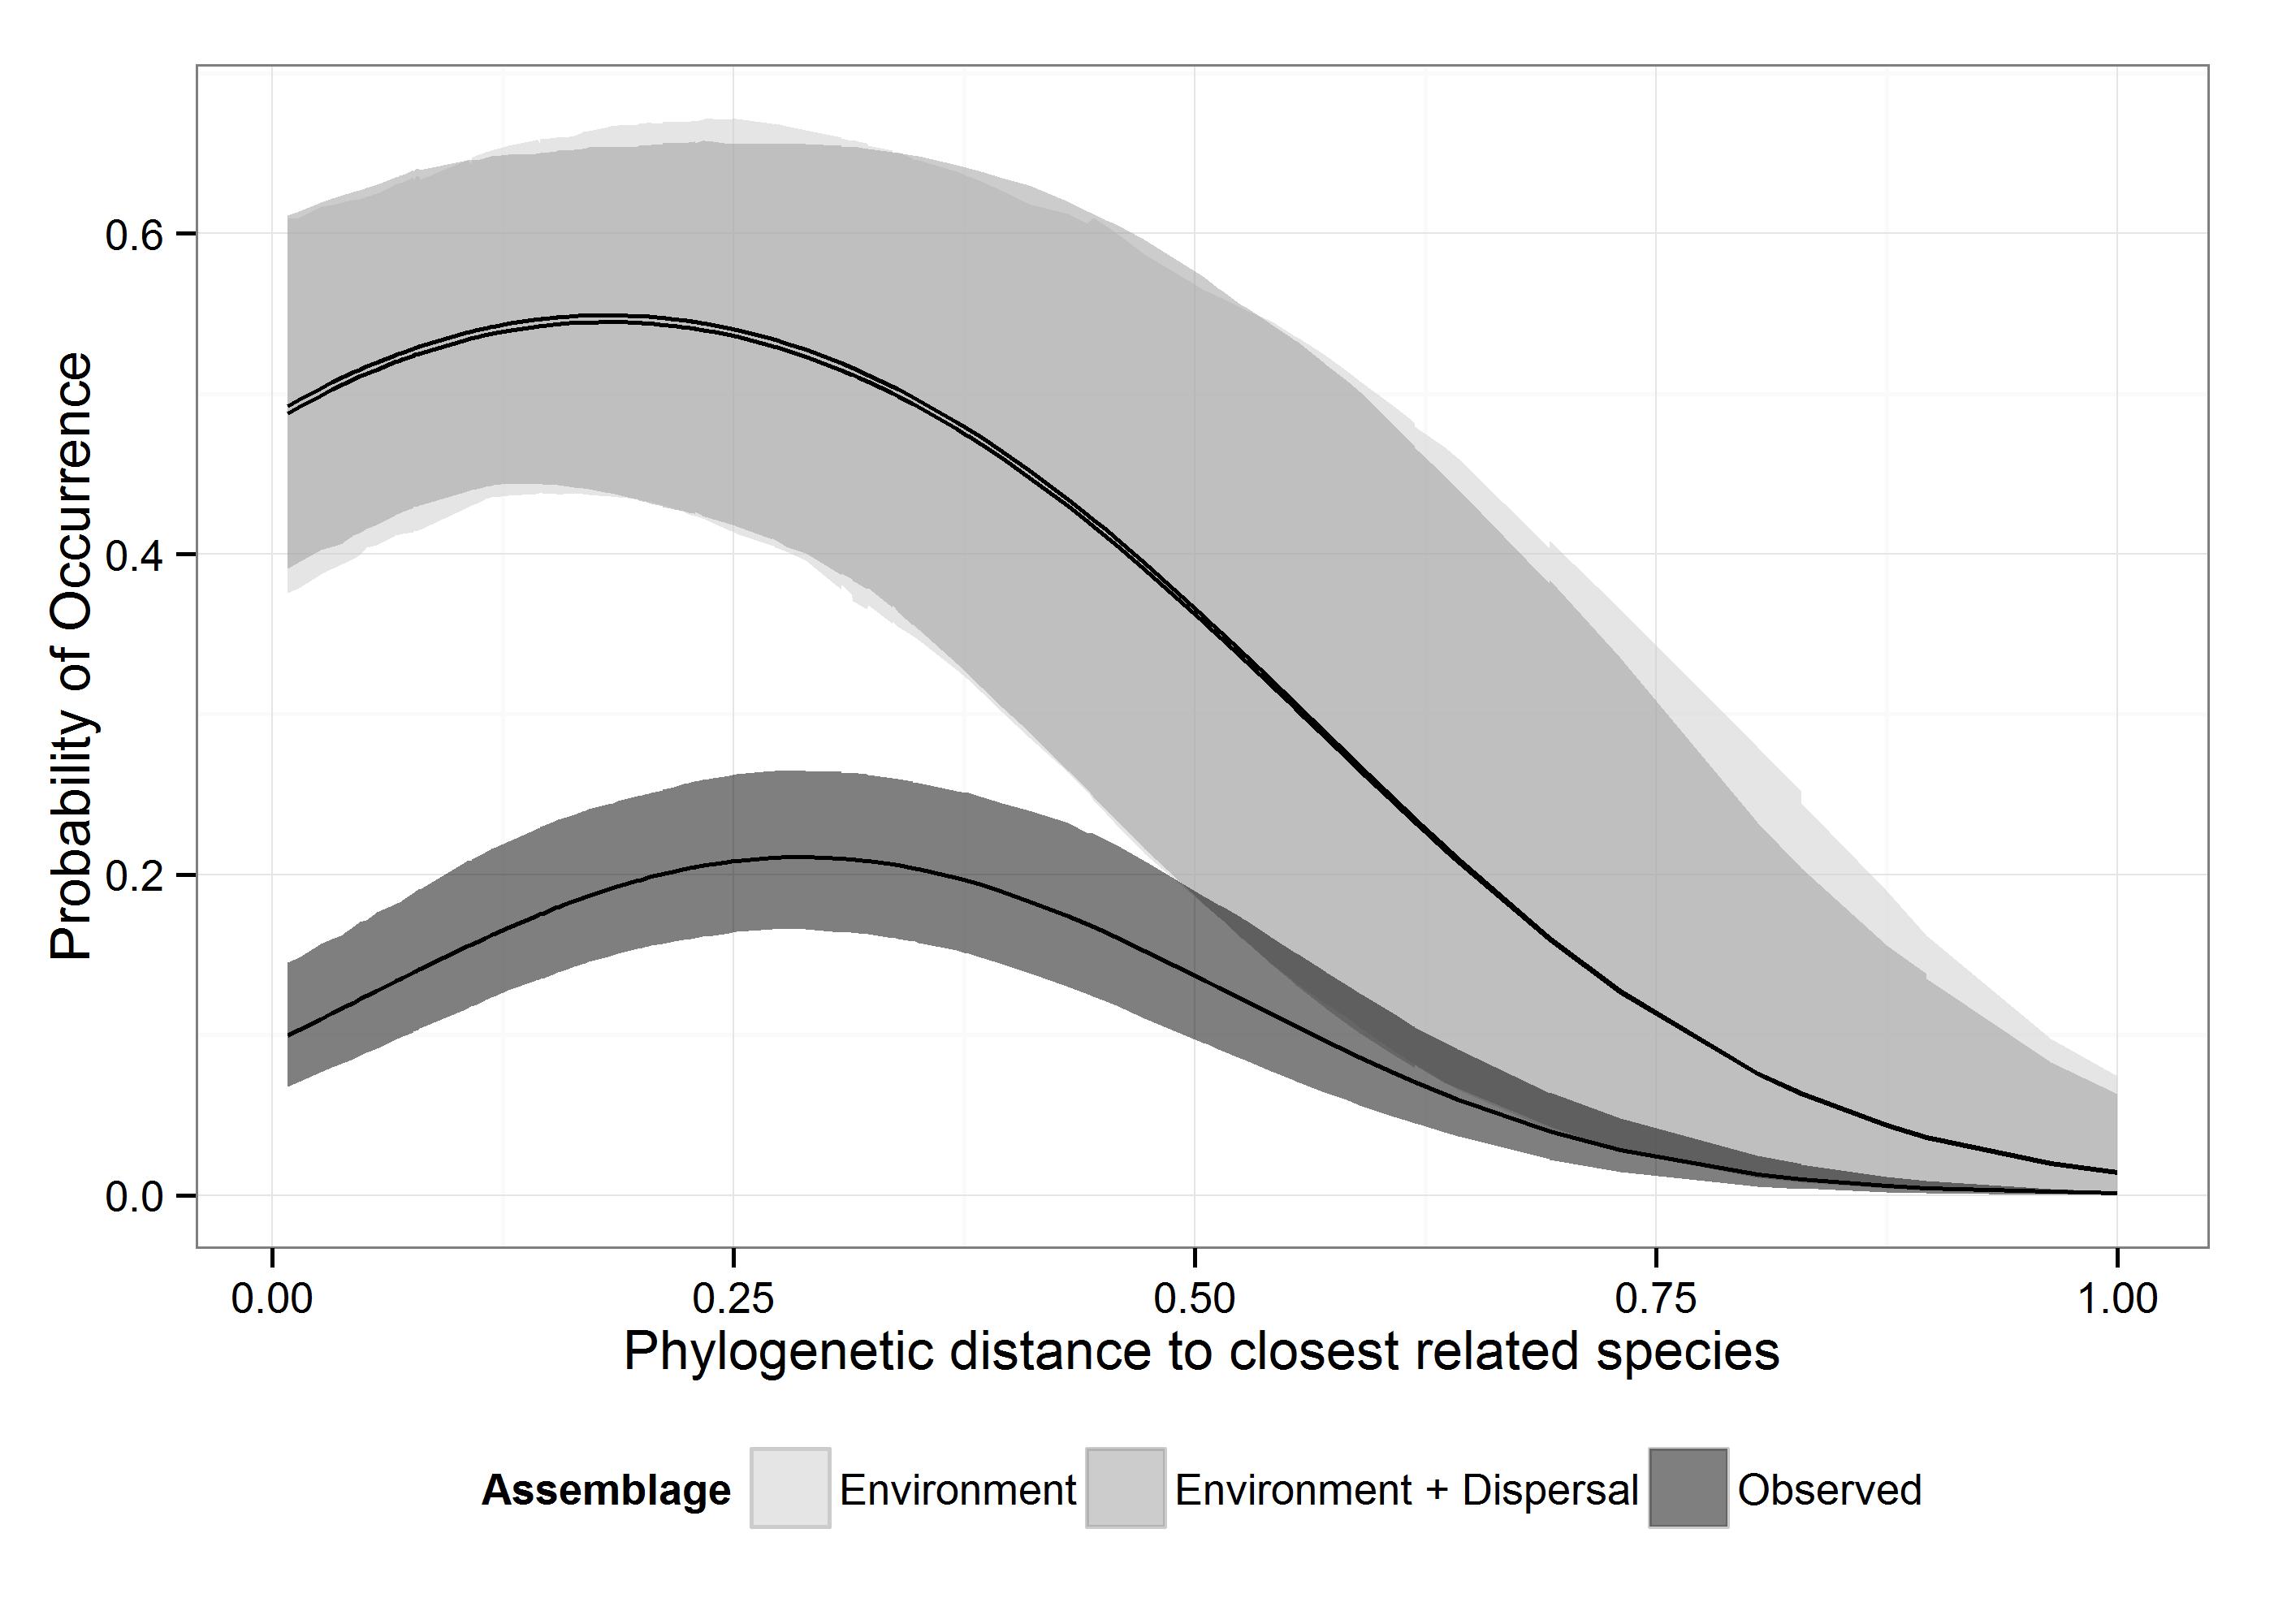 Probability of Occurrence
0.6
0.4
0.2
0.0
0.00 0.25 0.50 0.75 1.00
Phylogenetic distance to closest related species
Assemblage Environment Environment + Dispersal Observed